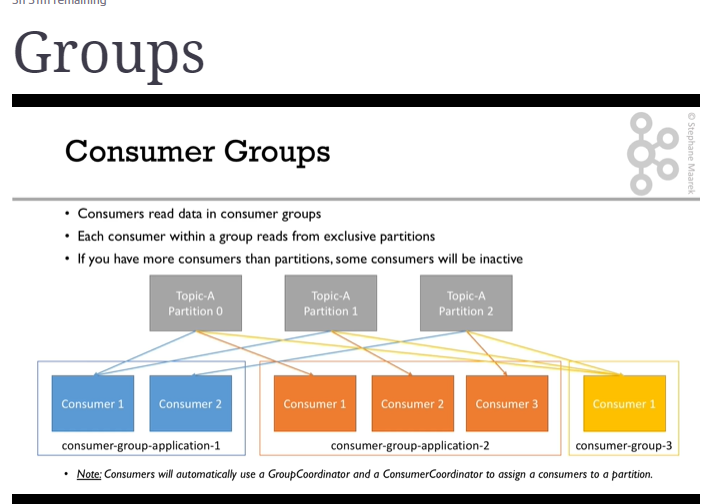 3h 51m remaining
Groups
© Stephane Maarek
Consumer Groups
• Consumers read data in consumer groups
• Each consumer within a group reads from exclusive partitions
• If you have more consumers than partitions, some consumers will be inactive
Topic-A
Partition 0
Topic-A
Partition 1
Topic-A
Partition 2
Consumer 1
Consumer 2
consumer-group-application-1
Consumer 1
Consumer 2
Consumer 3
consumer-group-application-2
Consumer 1
consumer-group-3
• Note: Consumers will automatically use a GroupCoordinator and a ConsumerCoordinator to assign a consumers to a partition.